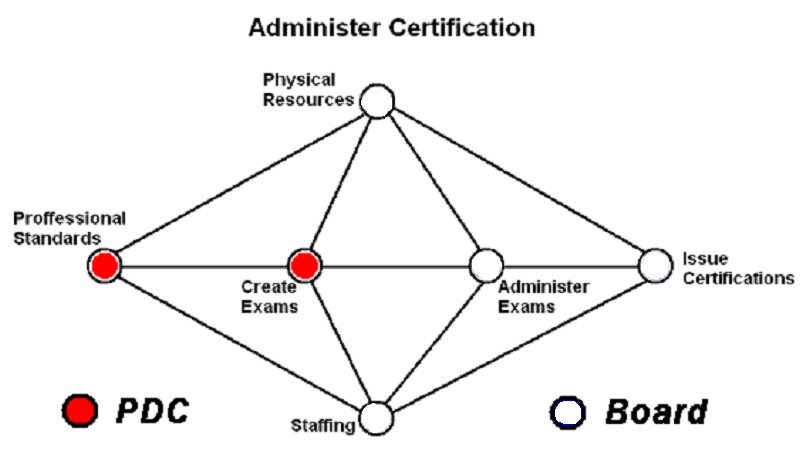 Administer Certification
Physical
Resources
Proffessional
Standards
Create
Exams
Administer
Exams
Issue
Certifications
Staffing
PDC
Board